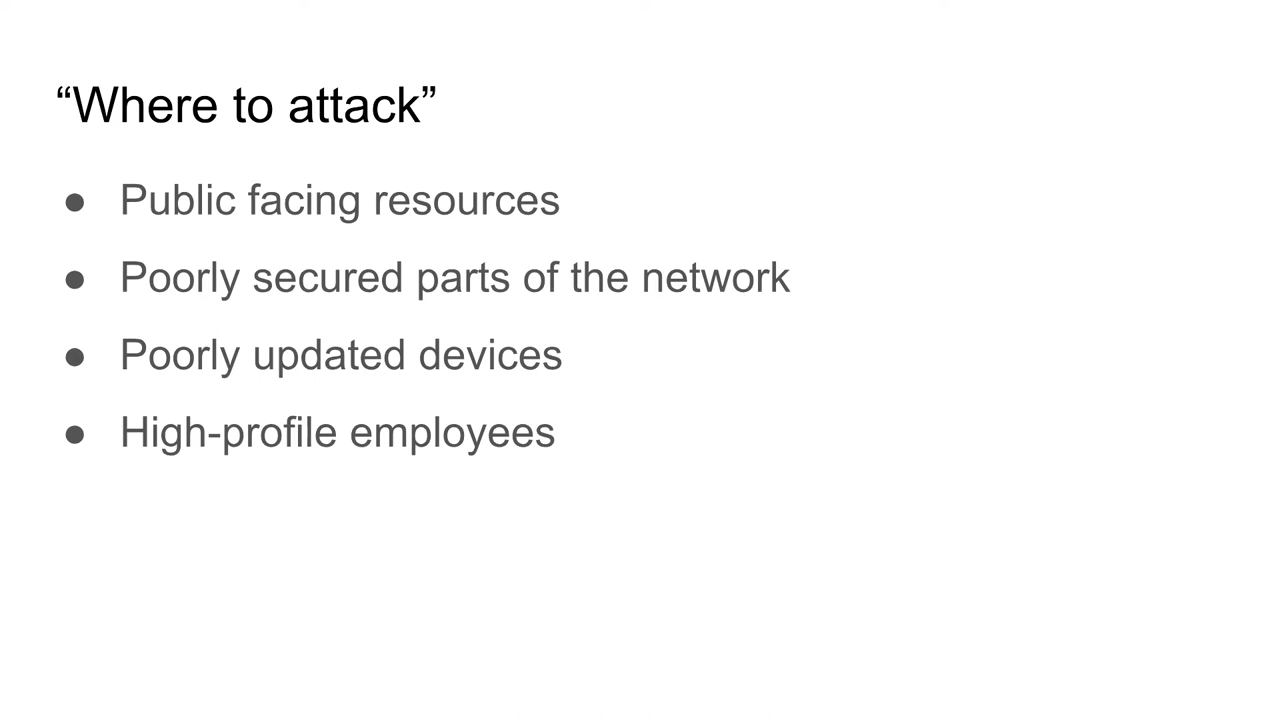 “Where to attack”
● Public facing resources
● Poorly secured parts of the network
● Poorly updated devices
● High-profile employees